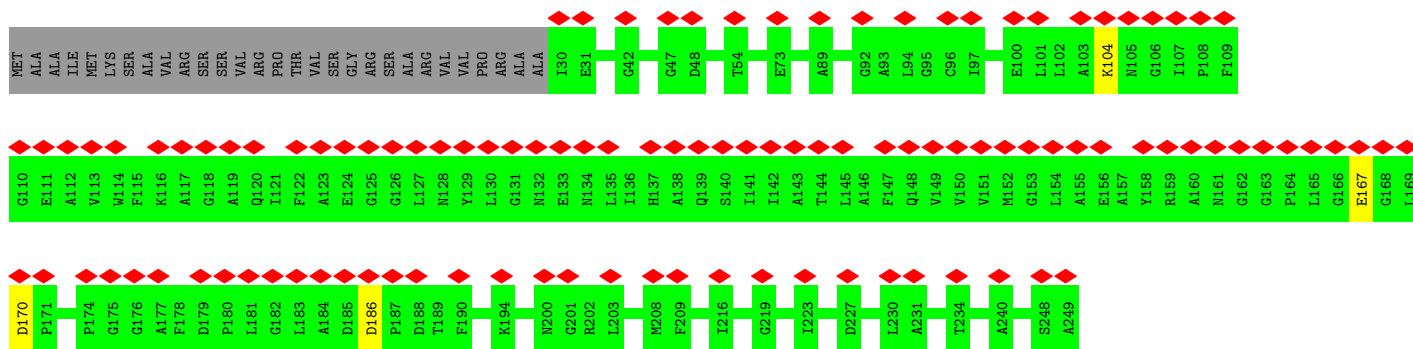 MET ALA ALA ILE MET LYS SER ALA VAL ARG SER SER VAL ARG PRO THR VAL SER GLY ARG SER ALA ARG VAL VAL PRO ARG ALA ALA I30 E31 G42 G47 D48 T54 E73 A89 G92 A93 L94 G95 C96 I97 E100 L101 L102 A103 K104 N105 G106 I107 P108 F109
G110 E111 A112 V113 W114 F115 K116 A117 G118 A119 Q120 I121 F122 A123 E124 G125 G126 L127 N128 Y129 L130 G131 N132 E133 N134 L135 I136 H137 A138 Q139 S140 I141 I142 A143 T144 L145 A146 F147 Q148 V149 V150 V151 M152 G153 L154 A155 E156 A157 Y158 R159 A160 N161 G162 G163 P164 L165 G166 E167 G168 L169
D170 P171 P174 G175 G176 A177 F178 D179 P180 L181 G182 L183 A184 D185 D186 P187 D188 T189 F190 K194 N200 G201 R202 L203 M208 F209 I216 G219 I223 D227 L230 A231 T234 A240 S248 A249